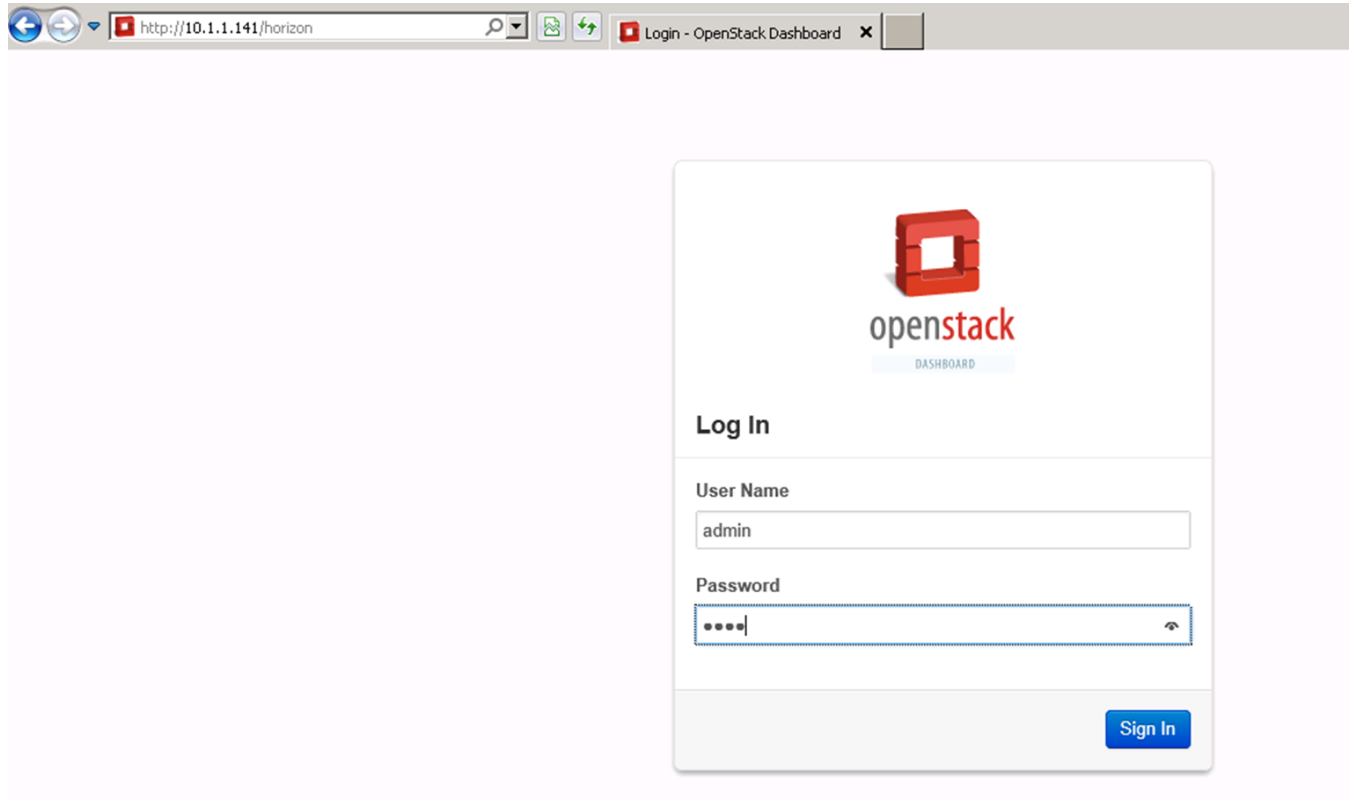 http://10.1.1.141/horizon
Login - OpenStack Dashboard
openstack
DASHBOARD
Log In
User Name
admin
Password
••••
Sign In